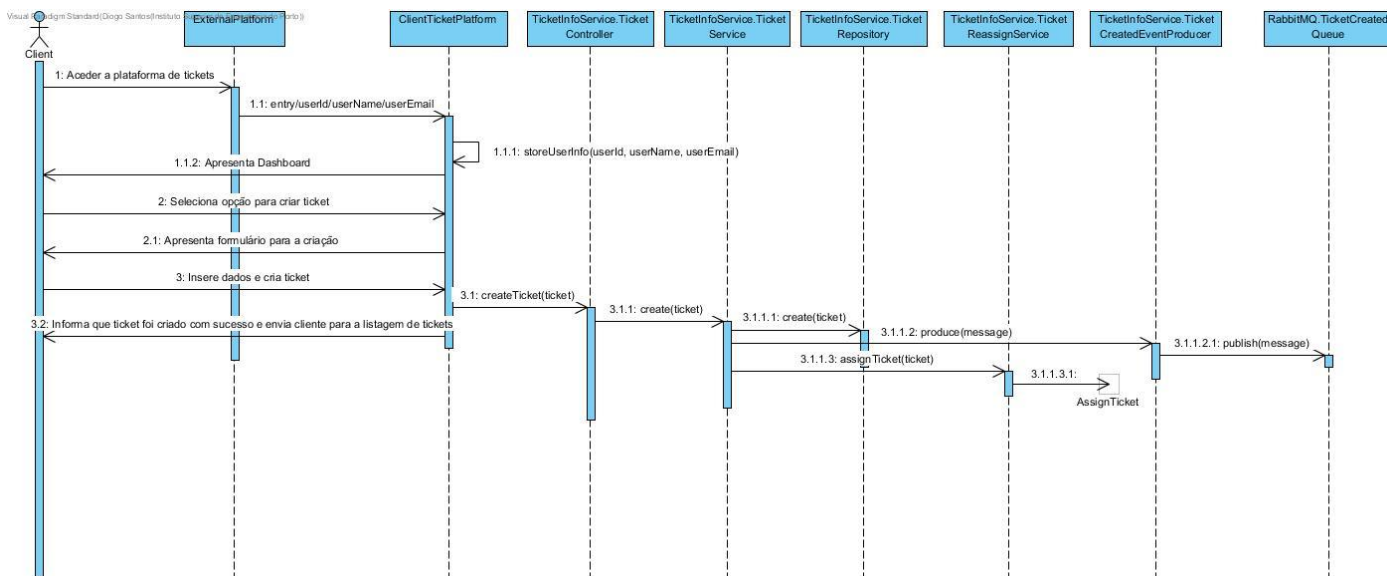 Visual Paradigm Standard(Diogo Santos(Instituto Porto))
Client
ExternalPlatform
ClientTicketPlatform
TicketInfoService.Ticket
Controller
TicketInfoService.Ticket
Service
TicketInfoService.Ticket
Repository
TicketInfoService.Ticket
ReassignService
TicketInfoService.Ticket
CreatedEventProducer
RabbitMQ.TicketCreated
Queue
1: Aceder a plataforma de tickets
1.1: entry/userId/userName/userEmail
1.1.1: storeUserInfo(userId, userName, userEmail)
1.1.2: Apresenta Dashboard
2: Seleciona opção para criar ticket
2.1: Apresenta formulário para a criação
3: Insere dados e cria ticket
3.1: createTicket(ticket)
3.1.1: create(ticket)
3.1.1.1: create(ticket)
3.2: Informa que ticket foi criado com sucesso e envia cliente para a listagem de tickets
3.1.1.2: produce(message)
3.1.1.2.1: publish(message)
3.1.1.3: assignTicket(ticket)
3.1.1.3.1:
AssignTicket